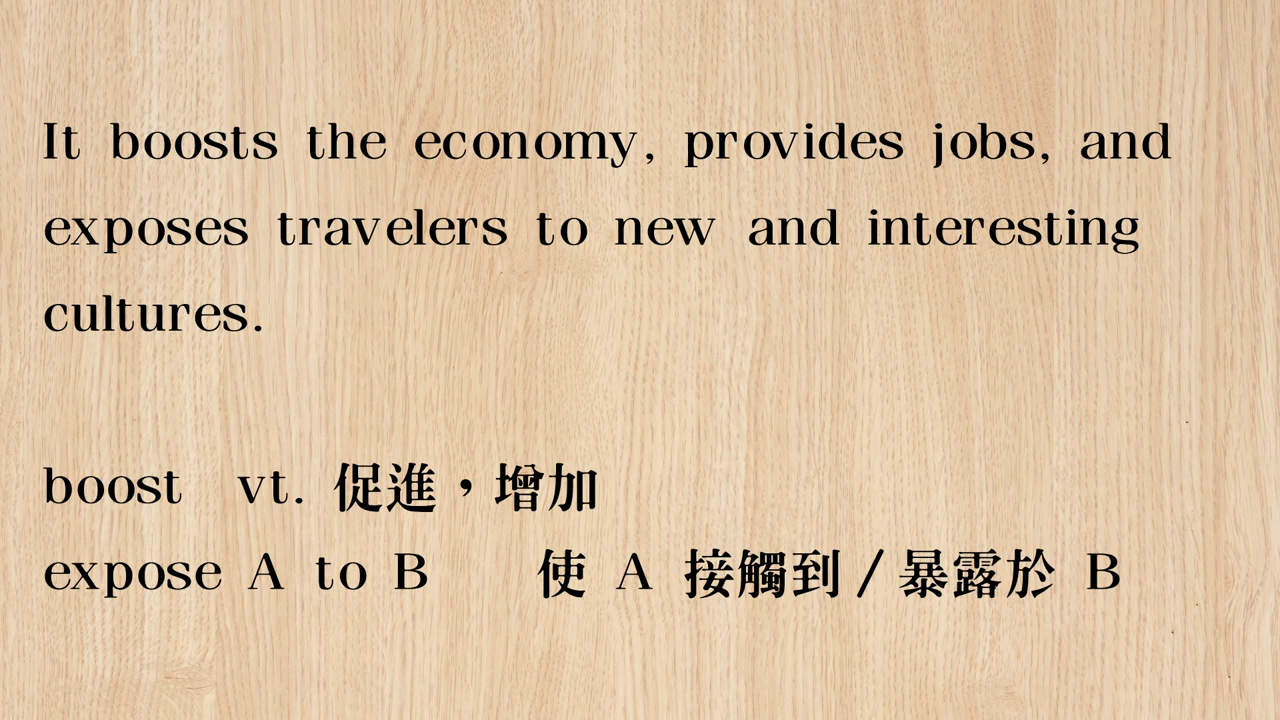 It boosts the economy, provides jobs, and
exposes travelers to new and interesting
cultures.
boost vt. 促進，增加
expose A to B 使 A 接觸到／暴露於 B